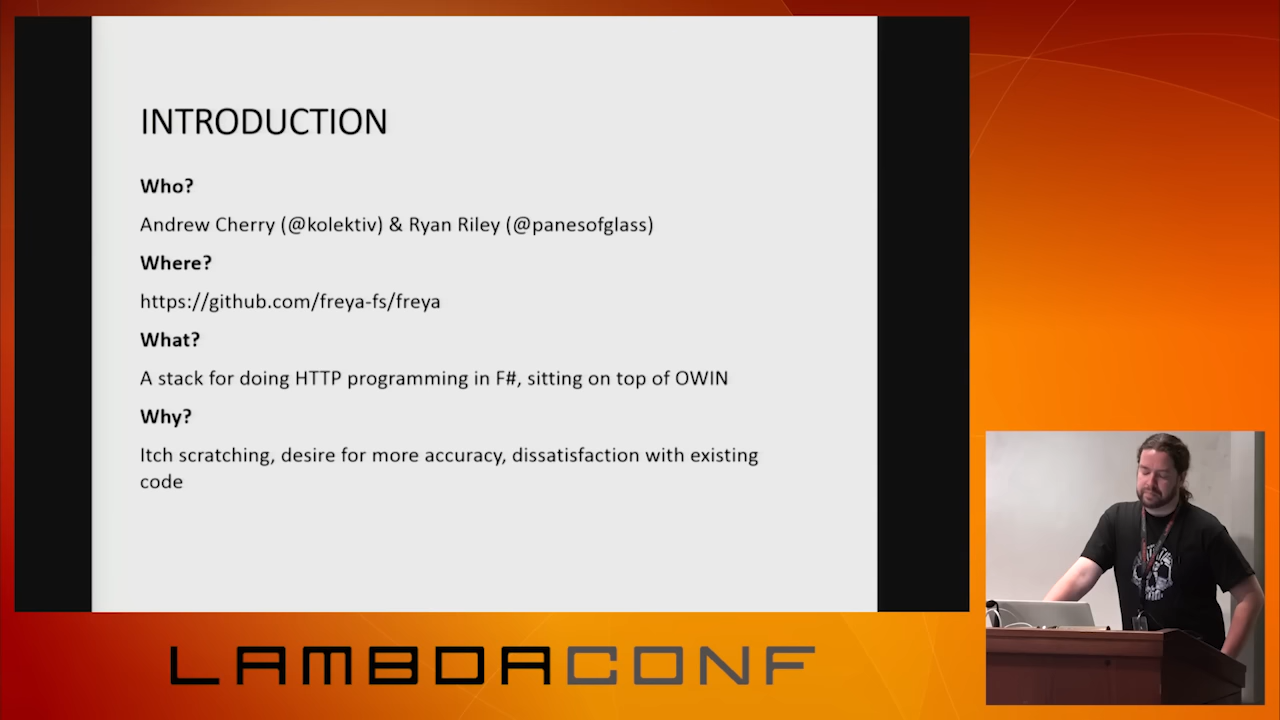 INTRODUCTION
Who?
Andrew Cherry (@kolektiv) & Ryan Riley (@panesofglass)
Where?
https://github.com/freya-fs/freya
What?
A stack for doing HTTP programming in F#, sitting on top of OWIN
Why?
Itch scratching, desire for more accuracy, dissatisfaction with existing
code
LAMBDACONF